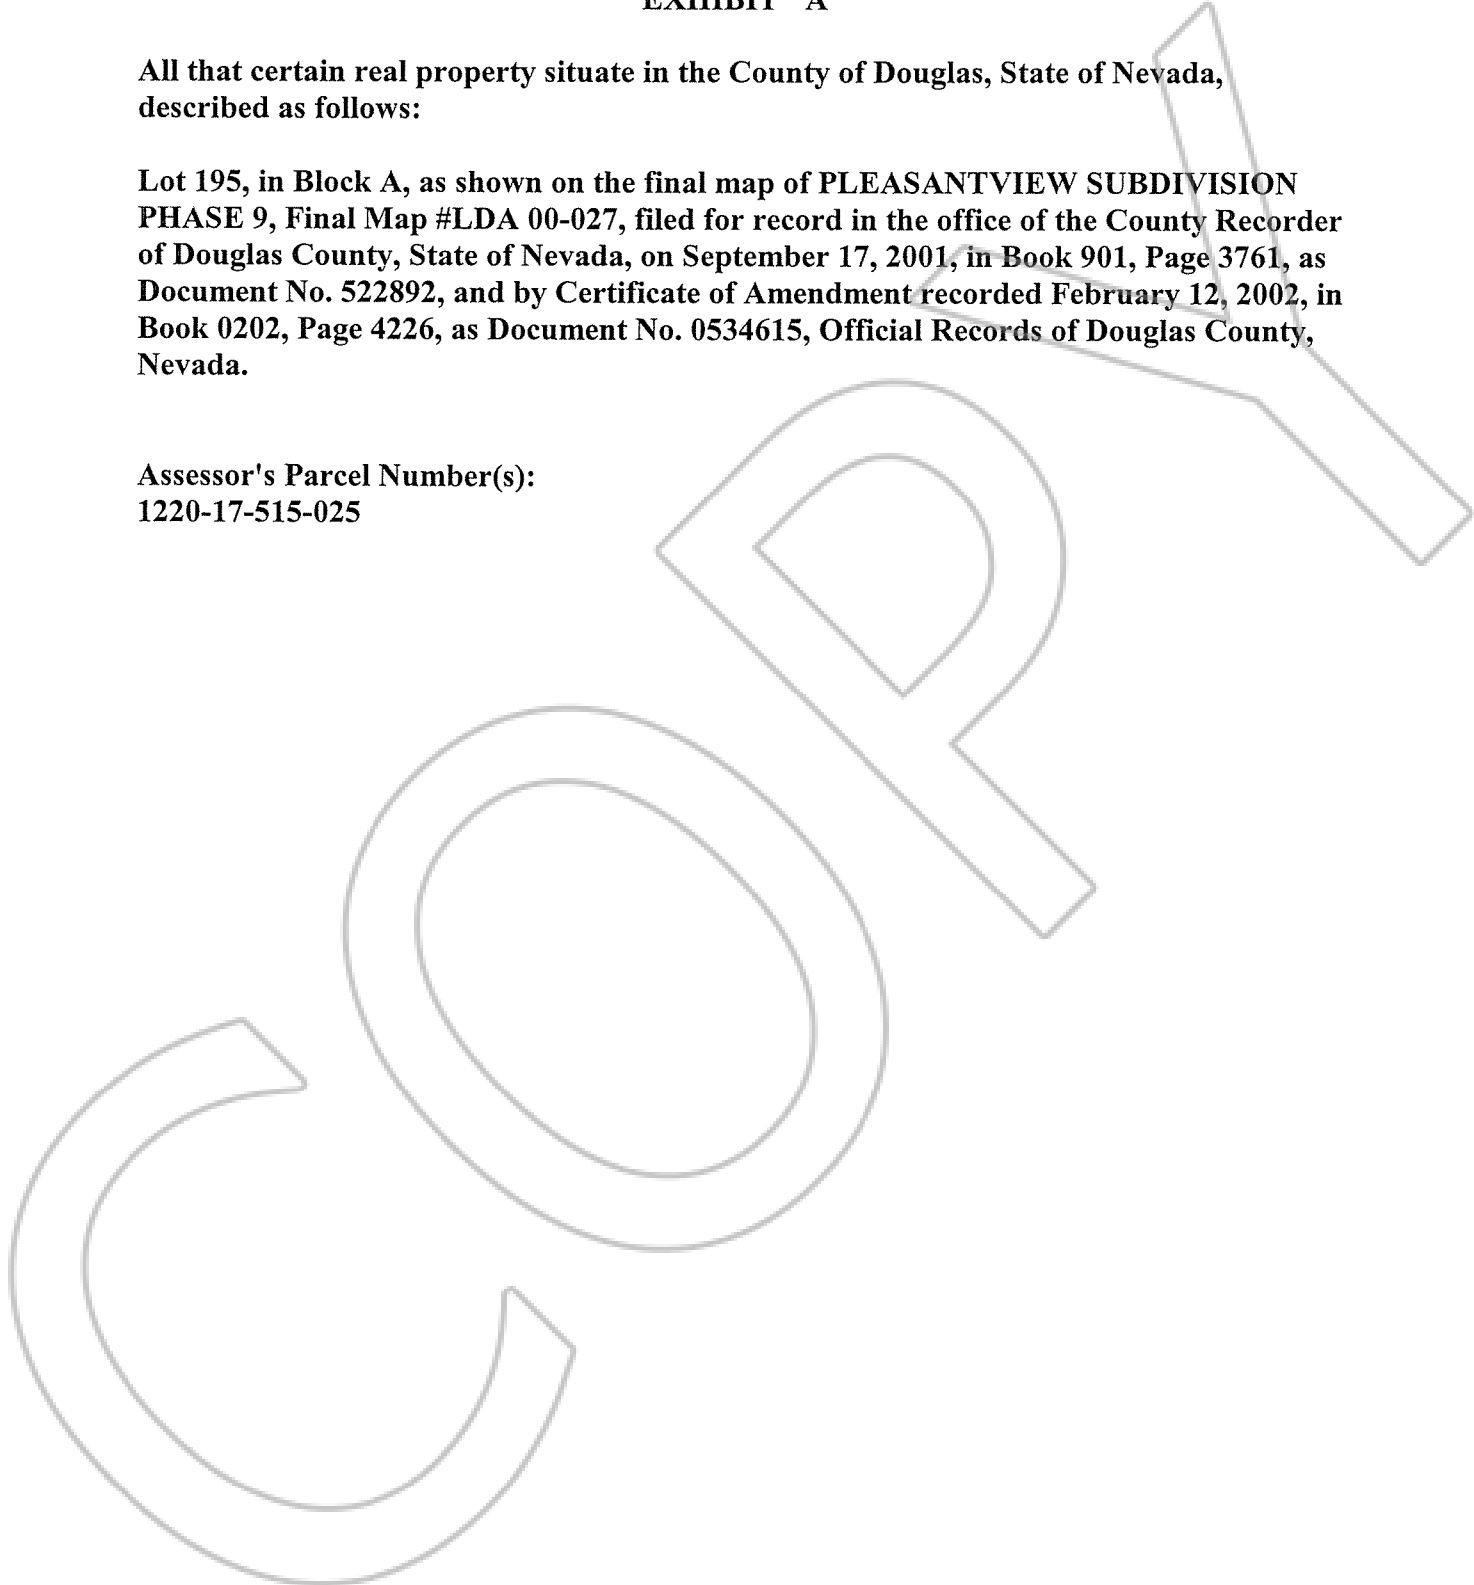 EXHIBIT "A"
All that certain real property situate in the County of Douglas, State of Nevada,
described as follows:
Lot 195, in Block A, as shown on the final map of PLEASANTVIEW SUBDIVISION
PHASE 9, Final Map #LDA 00-027, filed for record in the office of the County Recorder
of Douglas County, State of Nevada, on September 17, 2001, in Book 901, Page 3761, as
Document No. 522892, and by Certificate of Amendment recorded February 12, 2002, in
Book 0202, Page 4226, as Document No. 0534615, Official Records of Douglas County,
Nevada.
Assessor's Parcel Number(s):
1220-17-515-025
COPY